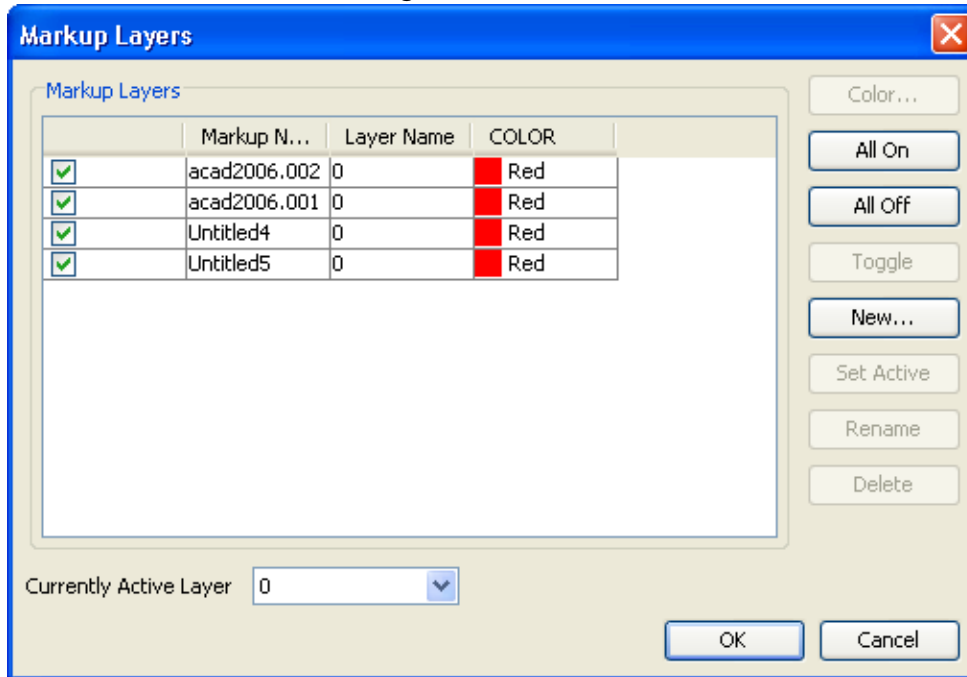 Markup Layers
Markup Layers
Markup N... Layer Name COLOR
acad2006.002 0 Red
acad2006.001 0 Red
Untitled4 0 Red
Untitled5 0 Red
Color...
All On
All Off
Toggle
New...
Set Active
Rename
Delete
Currently Active Layer 0
OK Cancel